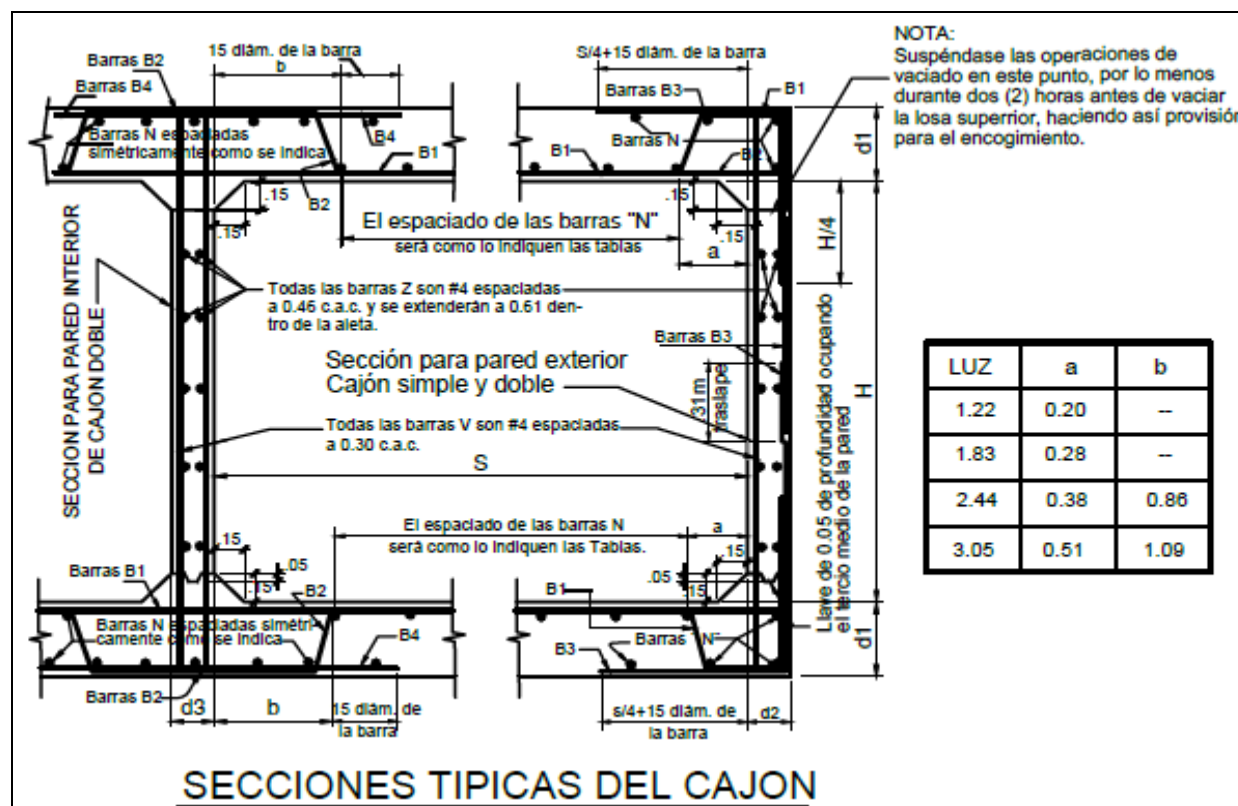 NOTA:
Suspéndase las operaciones de
vaciado en este punto, por lo menos
durante dos (2) horas antes de vaciar
la losa superrior, haciendo así provisión
para el encogimiento.
Barras B2
15 diám. de la barra
b
S/4+15 diám. de la barra
Barras B4
Barras B3
B1
Barras N espaciadas
simétricamente como se indica
B4
Barras N
B1
B1
B2
d1
B2
.15
.15
.15
.15
El espaciado de las barras "N"
será como lo indiquen las tablas
a
H/4
SECCION PARA PARED INTERIOR
DE CAJON DOBLE
Todas las barras Z son #4 espaciadas
a 0.46 c.a.c. y se extenderán a 0.61 den-
tro de la aleta.
Barras B3
Sección para pared exterior
Cajón simple y doble
.31m
traslape
H
Todas las barras V son #4 espaciadas
a 0.30 c.a.c.
S
Llave de 0.05 de profundidad ocupando
el tercio medio de la pared
El espaciado de las barras N
será como lo indiquen las Tablas.
a
.15
.15
.05
.05
.15
.15
Barras B1
B2
B1
Barras N espaciadas simétri-
camente como se indica
B4
B3
Barras "N"
d1
Barras B2
d3
b
15 diám. de
la barra
s/4+15 diám. de
la barra
d2
LUZ a b
1.22 0.20 --
1.83 0.28 --
2.44 0.38 0.86
3.05 0.51 1.09
SECCIONES TIPICAS DEL CAJON